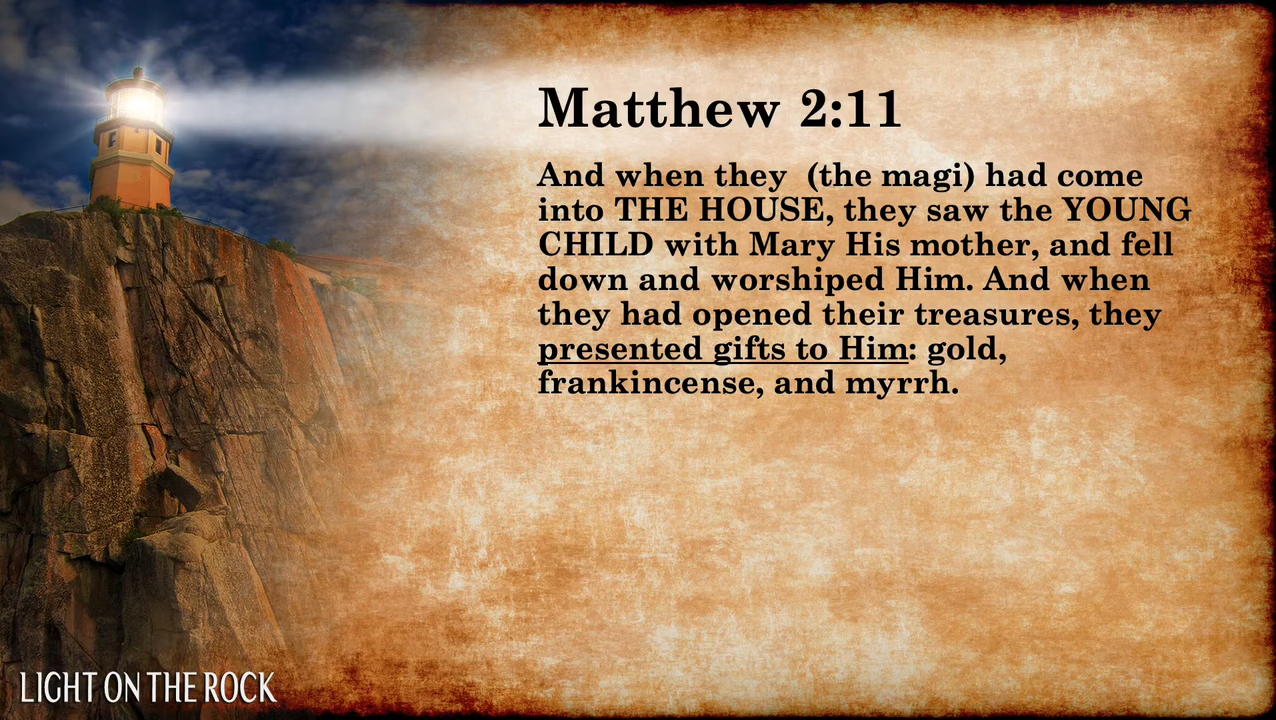 Matthew 2:11
And when they  (the magi) had come
into THE HOUSE, they saw the YOUNG
CHILD with Mary His mother, and fell
down and worshiped Him. And when
they had opened their treasures, they
presented gifts to Him: gold,
frankincense, and myrrh.
LIGHT ON THE ROCK